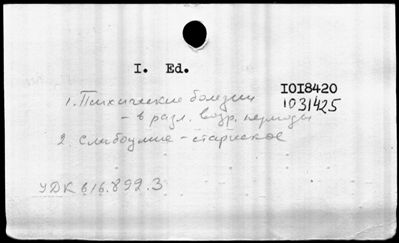 I. Ed.
IOI8420
1031425
1. Психические болезни
- в разл. возр. периоды
2. Слабоумие - старческое
УДК 616.892.3